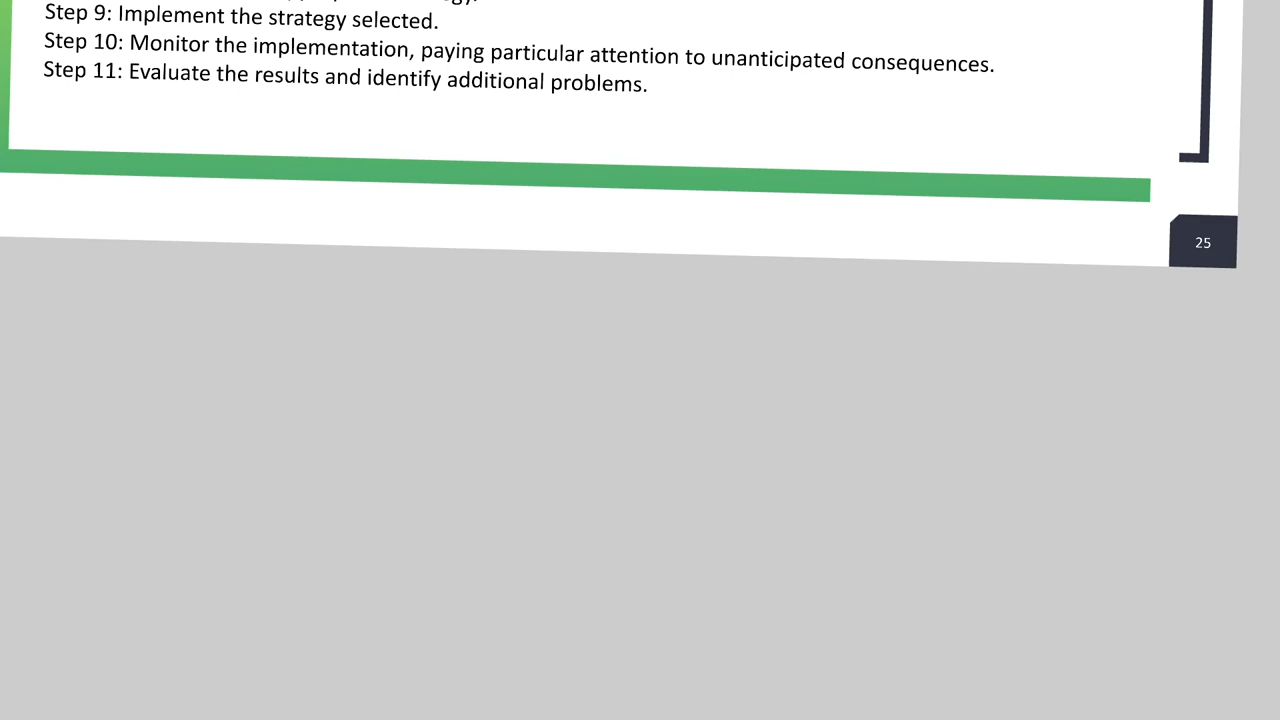 Step 9: Implement the strategy selected.
Step 10: Monitor the implementation, paying particular attention to unanticipated consequences.
Step 11: Evaluate the results and identify additional problems.
25